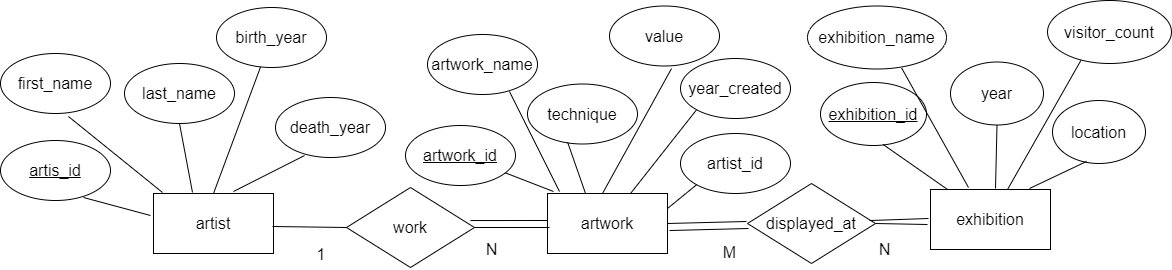 birth_year
value
exhibition_name
visitor_count
first_name
last_name
artwork_name
year_created
year
death_year
technique
exhibition_id
location
artis_id
artwork_id
artist_id
artist
work
artwork
displayed_at
exhibition
1
N
M
N